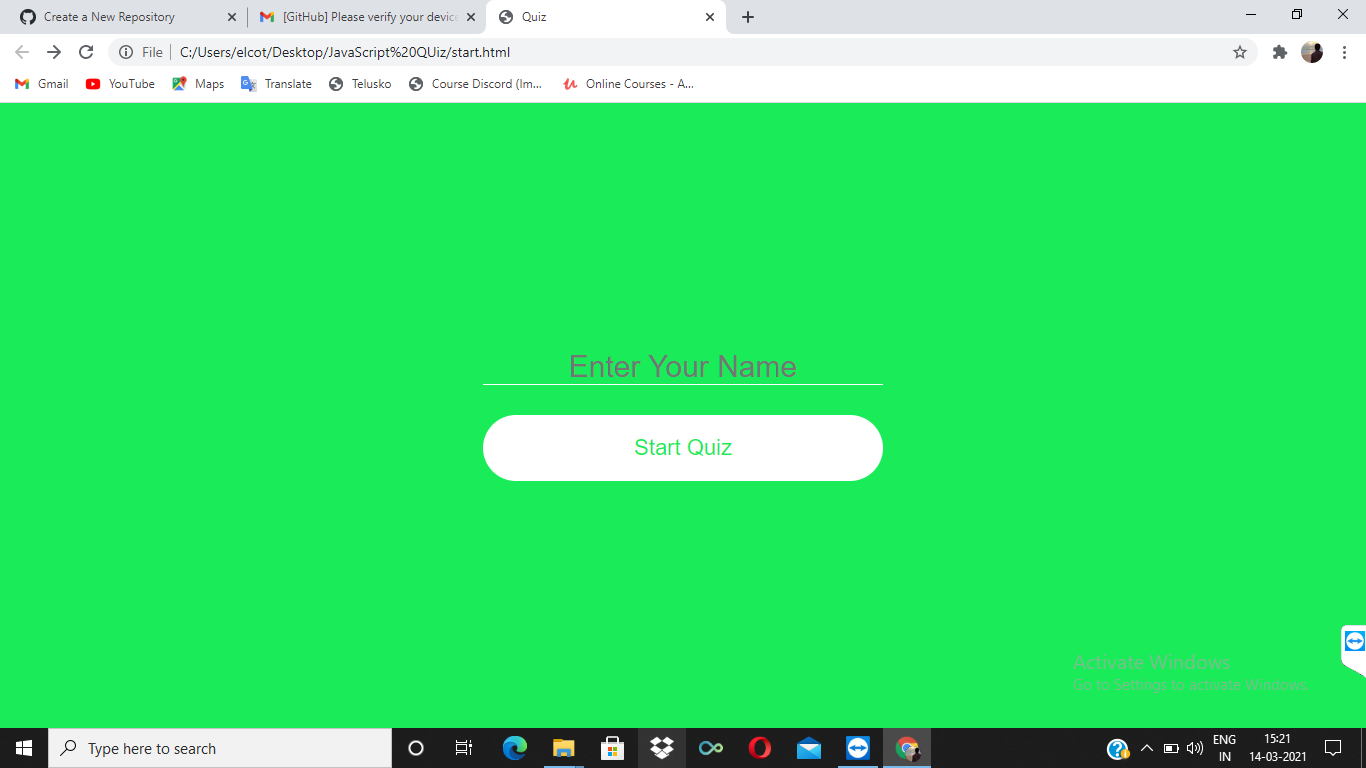 Create a New Repository
[GitHub] Please verify your device
Quiz
File
C:/Users/elcot/Desktop/JavaScript%20QUiz/start.html
Gmail
YouTube
Maps
Translate
Telusko
Course Discord (Im...
Online Courses - A...
Enter Your Name
Start Quiz
Activate Windows
Go to Settings to activate Windows.
Type here to search
ENG
IN
15:21
14-03-2021